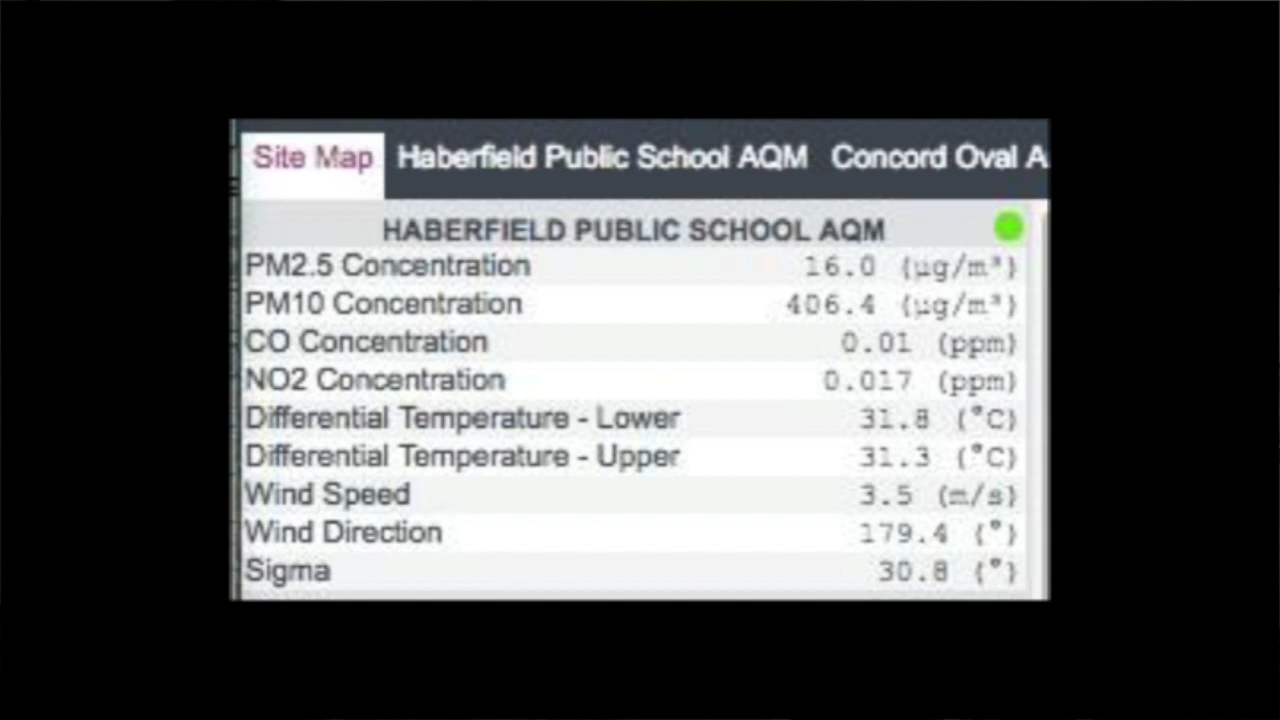 Site Map Haberfield Public School AQM Concord Oval A
HABERFIELD PUBLIC SCHOOL AQM
PM2.5 Concentration 16.0 (µg/m³)
PM10 Concentration 406.4 (µg/m³)
CO Concentration 0.01 (ppm)
NO2 Concentration 0.017 (ppm)
Differential Temperature - Lower 31.8 (°C)
Differential Temperature - Upper 31.3 (°C)
Wind Speed 3.5 (m/s)
Wind Direction 179.4 (°)
Sigma 30.8 (°)